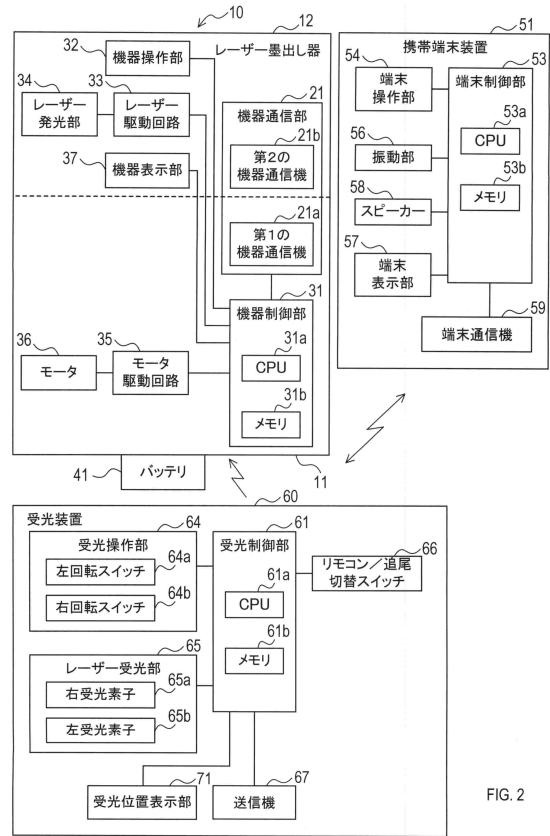 10
12
レーザー墨出し器
32
機器操作部
34
レーザー
発光部
33
レーザー
駆動回路
37
機器表示部
21
機器通信部
21b
第2の
機器通信機
21a
第1の
機器通信機
31
機器制御部
31a
CPU
31b
メモリ
36
モータ
35
モータ
駆動回路
41
バッテリ
11
51
携帯端末装置
54
端末
操作部
53
端末制御部
53a
CPU
53b
メモリ
56
振動部
58
スピーカー
57
端末
表示部
59
端末通信機
60
受光装置
64
受光操作部
64a
左回転スイッチ
64b
右回転スイッチ
61
受光制御部
61a
CPU
61b
メモリ
66
リモコン/追尾
切替スイッチ
65
レーザー受光部
65a
右受光素子
65b
左受光素子
71
受光位置表示部
67
送信機
FIG. 2